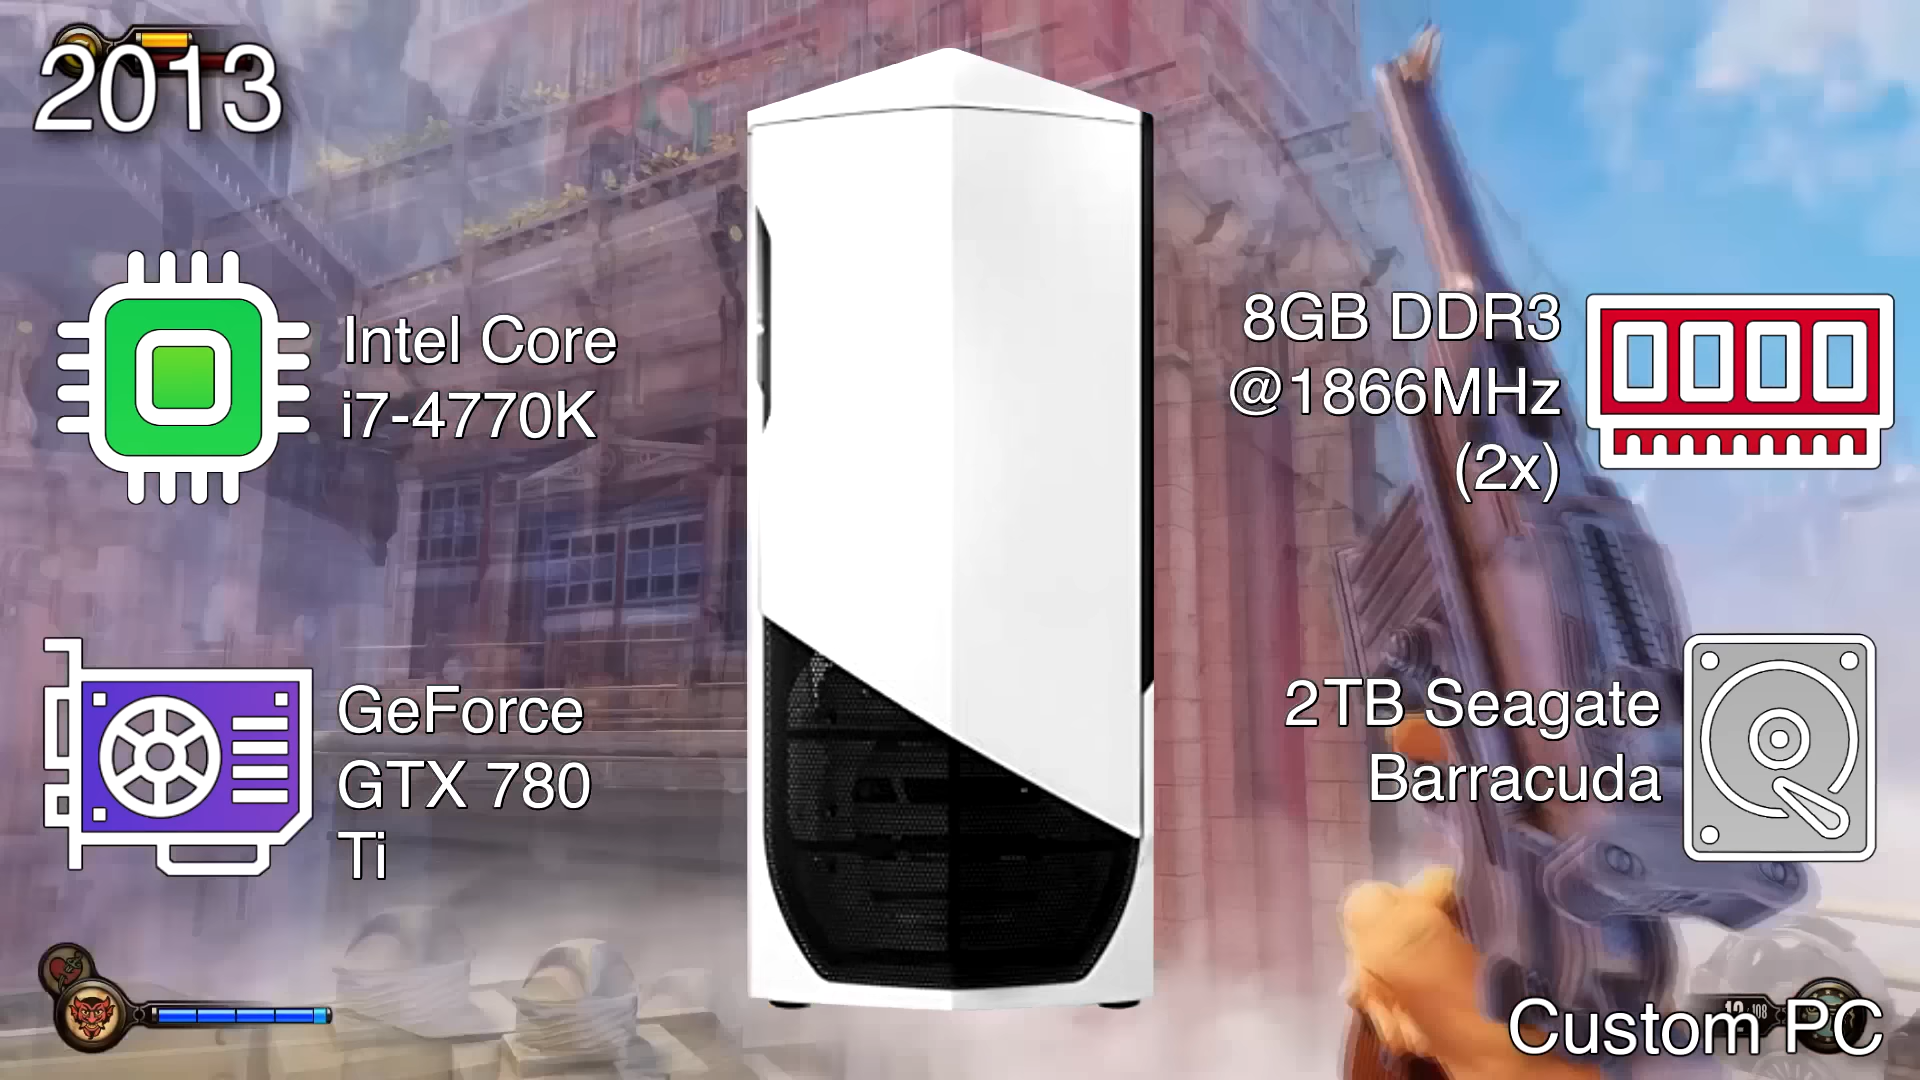 2013
Intel Core
i7-4770K
8GB DDR3
@1866MHz
(2x)
GeForce
GTX 780
Ti
2TB Seagate
Barracuda
Custom PC